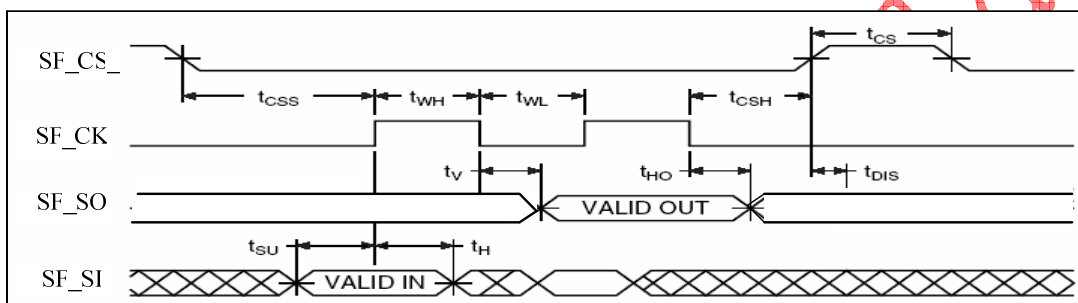 tCS
SF_CS_
tCSS tWH tWL tCSH
SF_CK
tV tHO tDIS
SF_SO VALID OUT
tSU tH
SF_SI VALID IN